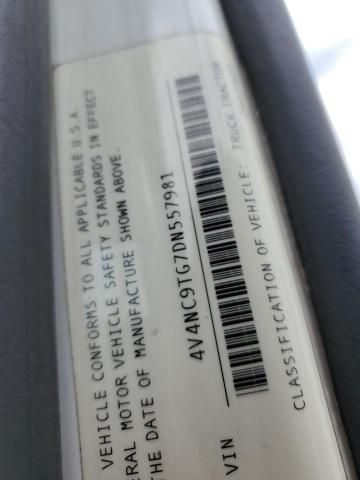 VEHICLE CONFORMS TO ALL APPLICABLE U.S.A.
ERAL MOTOR VEHICLE SAFETY STANDARDS IN EFFECT
THE DATE OF MANUFACTURE SHOWN ABOVE.
4V4NC9TG7DN557981
VIN
CLASSIFICATION OF VEHICLE: TRUCK TRACTOR